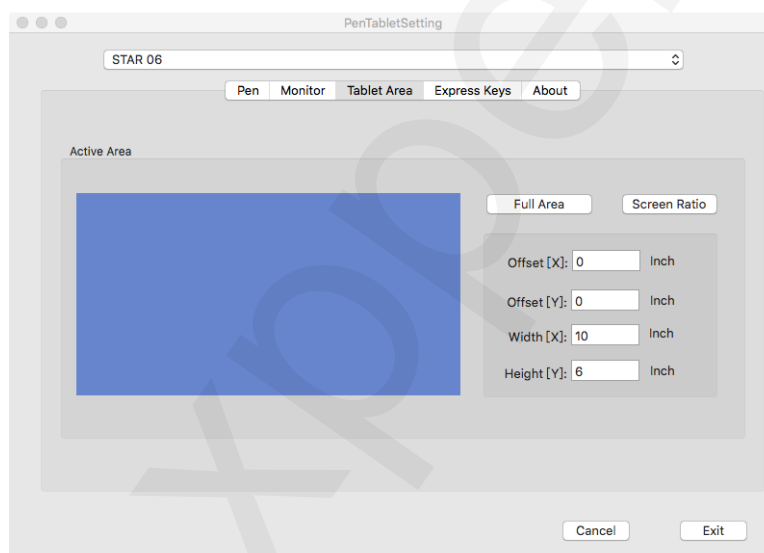 PenTabletSetting
STAR 06
Pen Monitor Tablet Area Express Keys About
Active Area
Full Area Screen Ratio
Offset [X]: 0 Inch
Offset [Y]: 0 Inch
Width [X]: 10 Inch
Height [Y]: 6 Inch
Cancel Exit